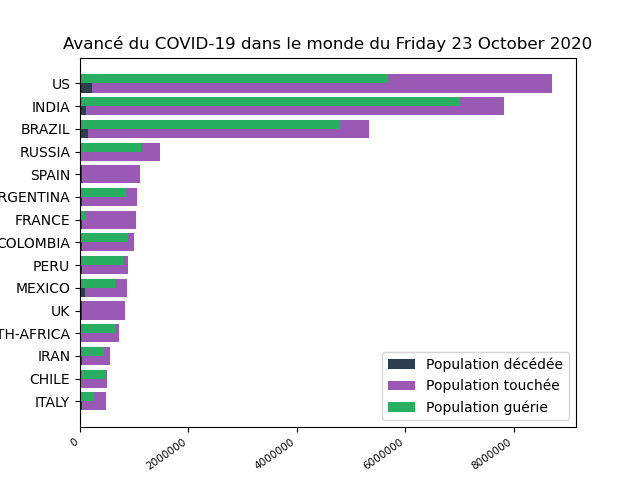 Avancé du COVID-19 dans le monde du Friday 23 October 2020
US
INDIA
BRAZIL
RUSSIA
SPAIN
RGENTINA
FRANCE
COLOMBIA
PERU
MEXICO
UK
TH-AFRICA
IRAN
CHILE
ITALY
Population décédée
Population touchée
Population guérie
0 2000000 4000000 6000000 8000000